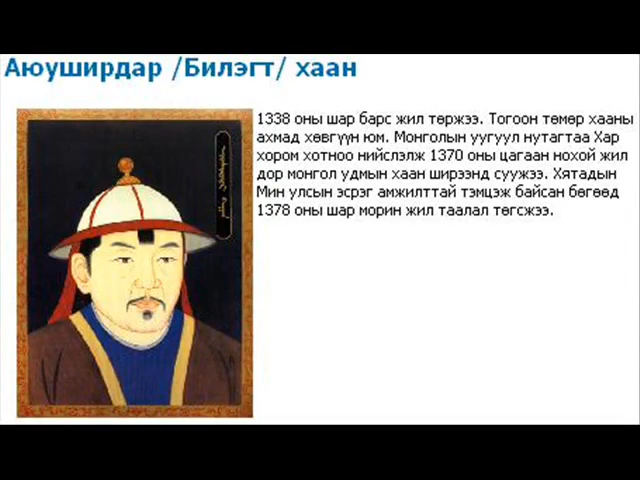 Аюуширдар /Билэгт/ хаан
1338 оны шар барс жил төржээ. Тогоон төмөр хааны
ахмад хөвгүүн юм. Монголын уугуул нутагтаа Хар
хором хотноо нийслэлж 1370 оны цагаан нохой жил
дор монгол удмын хаан ширээнд суужээ. Хятадын
Мин улсын эсрэг амжилттай тэмцэж байсан бөгөөд
1378 оны шар морин жил таалал төгсжээ.